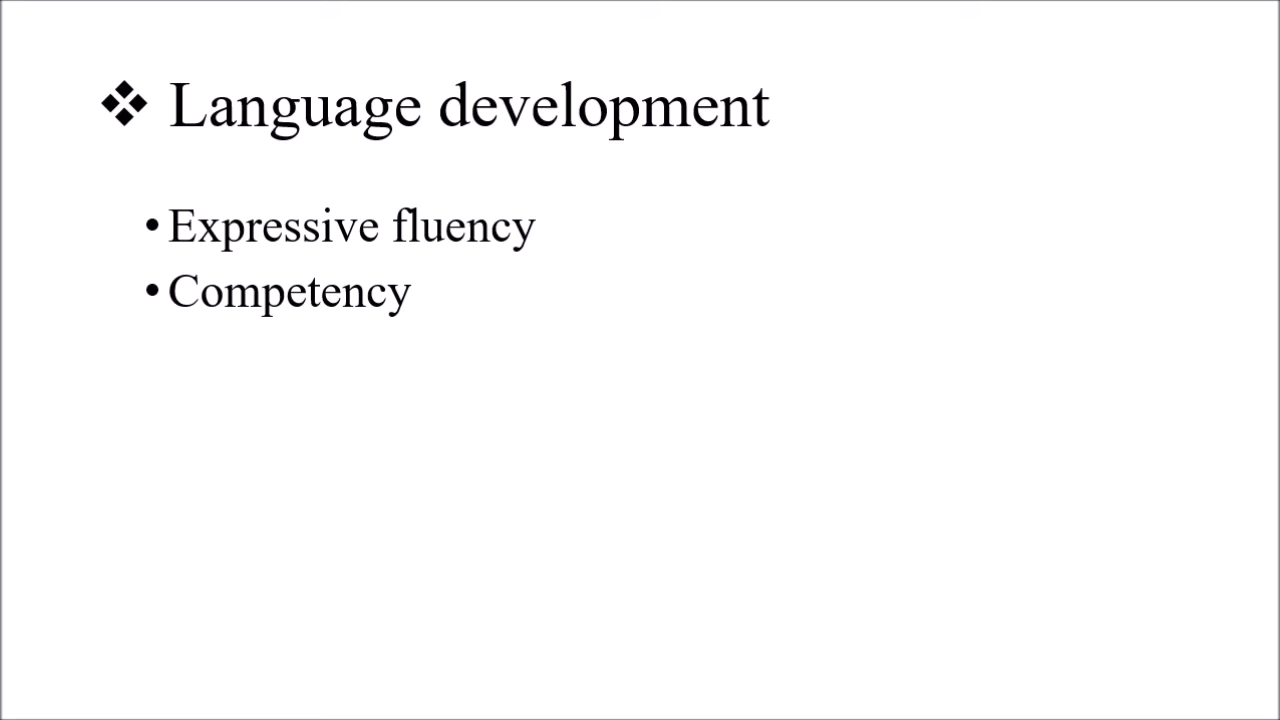 ❖ Language development
• Expressive fluency
• Competency